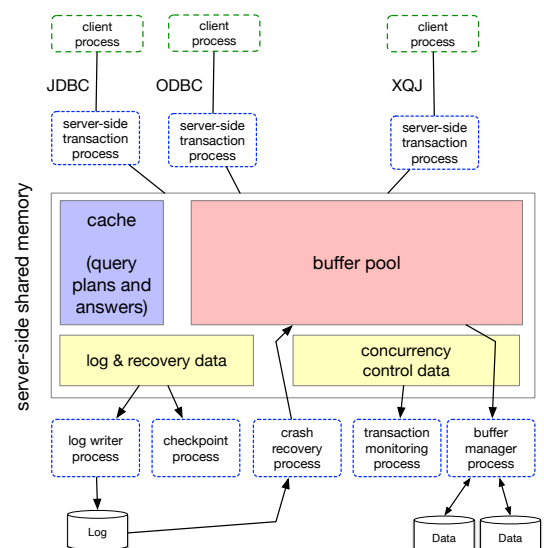 client
process
client
process
client
process
JDBC
ODBC
XQJ
server-side
transaction
process
server-side
transaction
process
server-side
transaction
process
server-side shared memory
cache
(query
plans and
answers)
buffer pool
log & recovery data
concurrency
control data
log writer
process
checkpoint
process
crash
recovery
process
transaction
monitoring
process
buffer
manager
process
Log
Data
Data